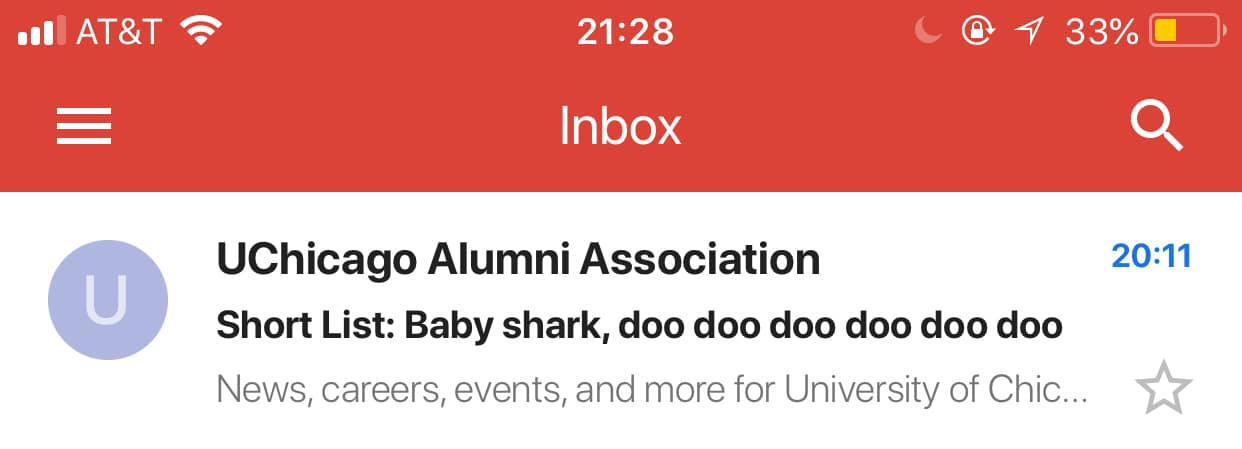 AT&T 21:28 33%
Inbox
U
UChicago Alumni Association 20:11
Short List: Baby shark, doo doo doo doo doo doo
News, careers, events, and more for University of Chic...